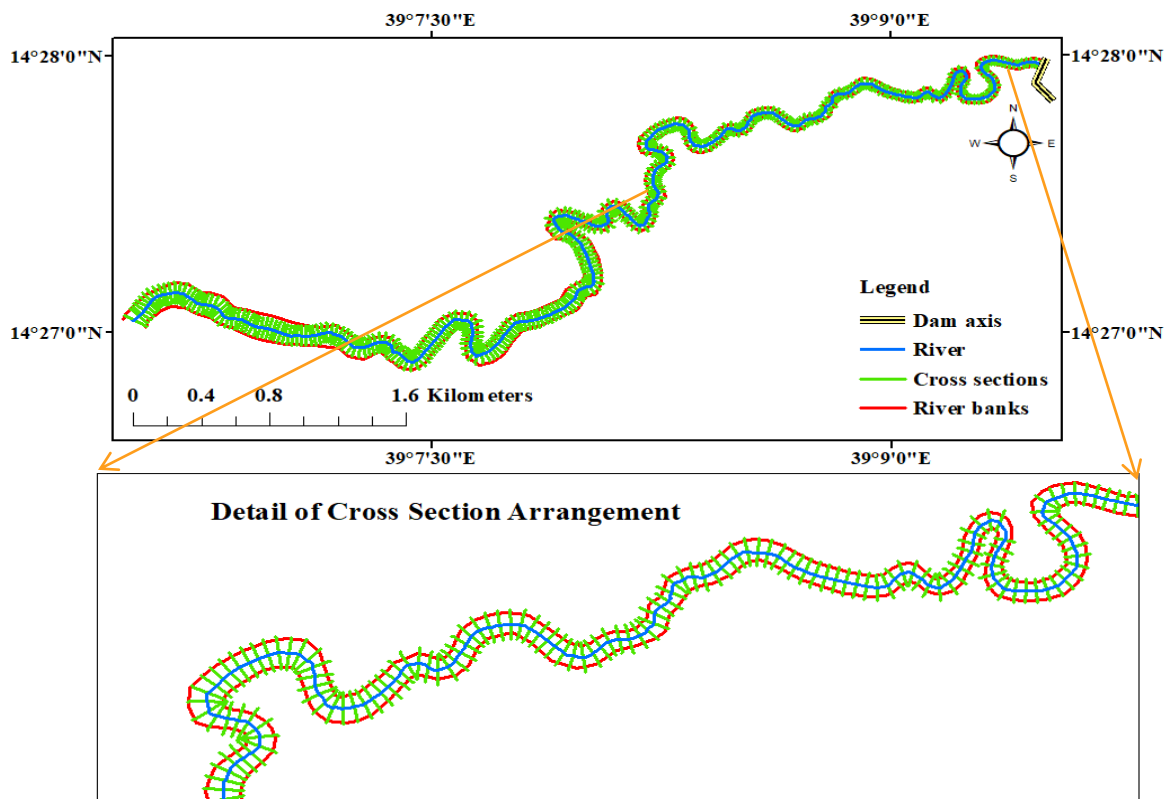 39°7'30"E 39°9'0"E
14°28'0"N 14°28'0"N
N
W E
S
Legend
Dam axis
14°27'0"N 14°27'0"N
River
Cross sections
River banks
0 0.4 0.8 1.6 Kilometers
39°7'30"E 39°9'0"E
Detail of Cross Section Arrangement